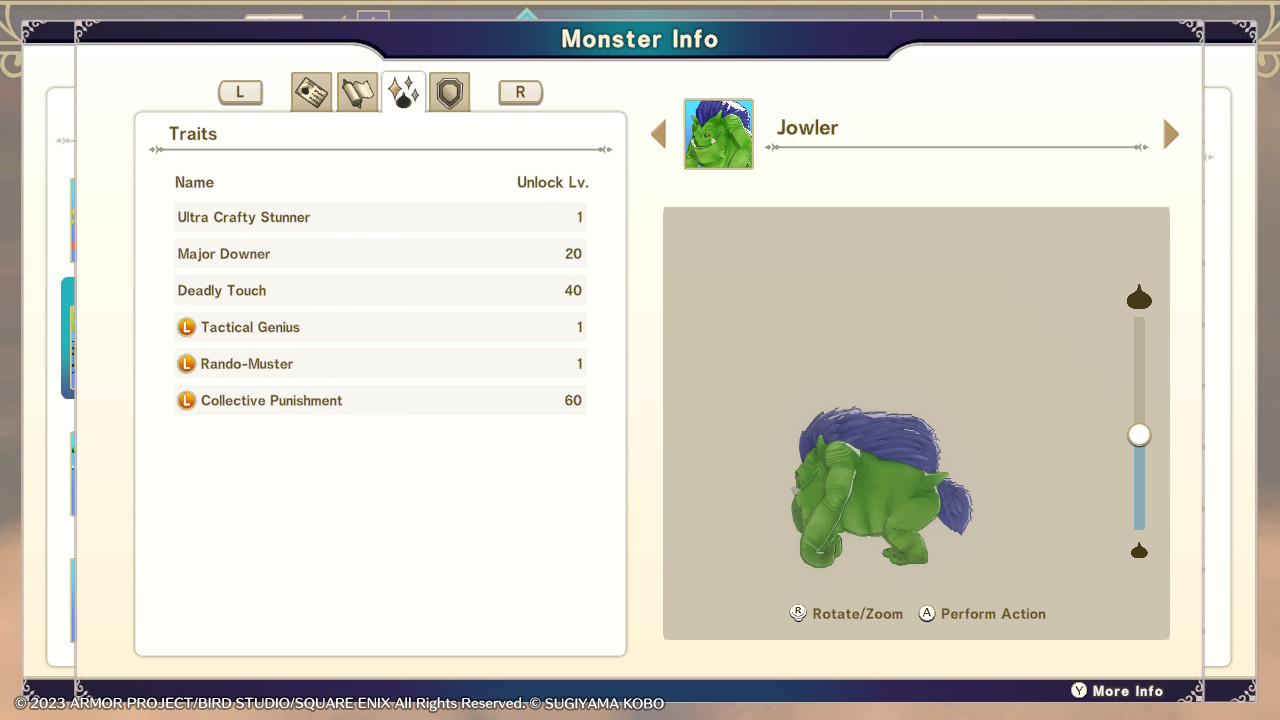 Monster Info
L
R
Traits
Jowler
Name Unlock Lv.
Ultra Crafty Stunner 1
Major Downer 20
Deadly Touch 40
L Tactical Genius 1
L Rando-Muster 1
L Collective Punishment 60
R Rotate/Zoom A Perform Action
Y More Info
© 2023 ARMOR PROJECT/BIRD STUDIO/SQUARE ENIX All Rights Reserved. © SUGIYAMA KOBO